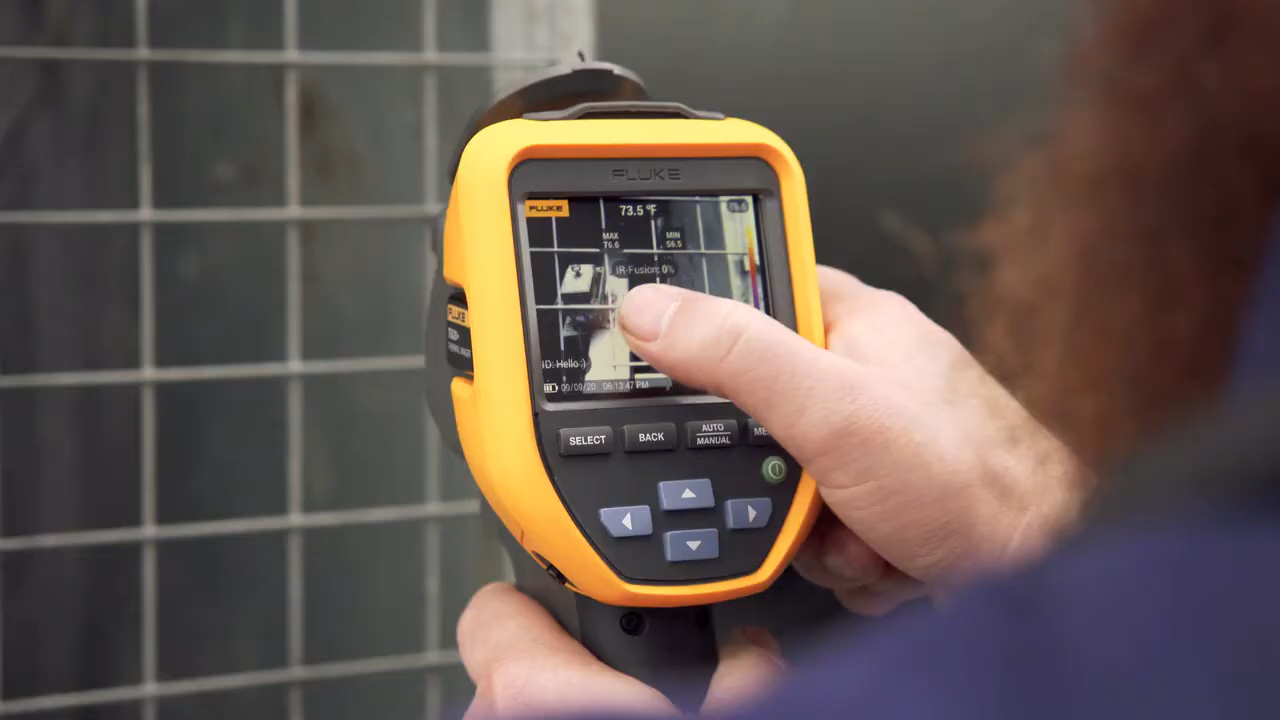 FLUKE
FLUKE
73.5 °F
MAX
76.6
MIN
56.5
IR-Fusion: 0%
FLUKE
ID: Hello :)
09/09/20 06:13:47 PM
SELECT
BACK
AUTO
MANUAL
ME